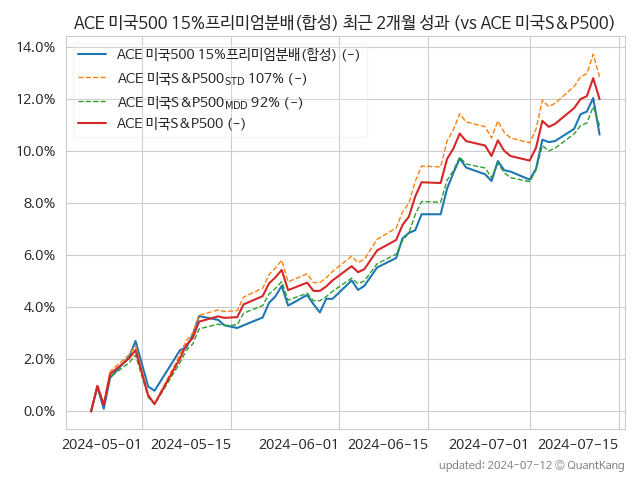 ACE 미국500 15%프리미엄분배(합성) 최근 2개월 성과 (vs ACE 미국S&P500)
14.0%
12.0%
10.0%
8.0%
6.0%
4.0%
2.0%
0.0%
ACE 미국500 15%프리미엄분배(합성) (-)
ACE 미국S&P500STD 107% (-)
ACE 미국S&P500MDD 92% (-)
ACE 미국S&P500 (-)
2024-05-01 2024-05-15 2024-06-01 2024-06-15 2024-07-01 2024-07-15
updated: 2024-07-12 © QuantKang